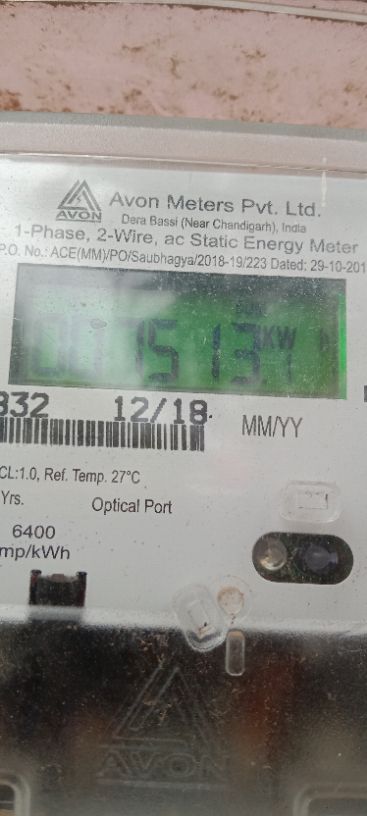 Avon Meters Pvt. Ltd.
AVON
Dera Bassi (Near Chandigarh), India
1-Phase, 2-Wire, ac Static Energy Meter
P.O. No.: ACE(MM)/PO/Saubhagya/2018-19/223 Dated: 29-10-201
007513
KW
832 12/18 MM/YY
CL:1.0, Ref. Temp. 27°C
Yrs. Optical Port
6400
mp/kWh
AVON